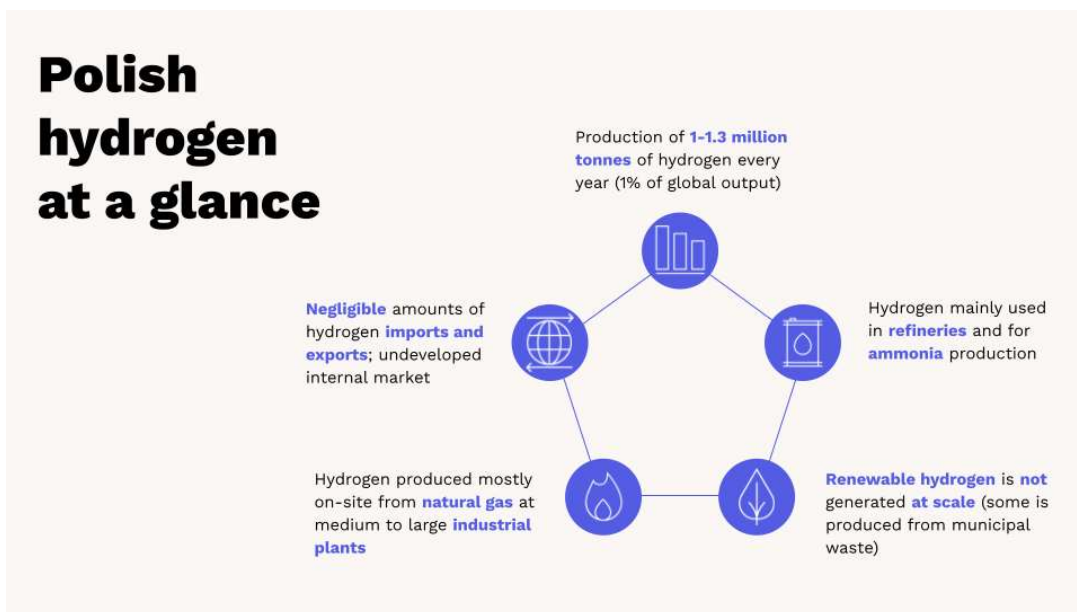 Polish
hydrogen
at a glance
Production of 1-1.3 million
tonnes of hydrogen every
year (1% of global output)
Negligible amounts of
hydrogen imports and
exports; undeveloped
internal market
Hydrogen mainly used
in refineries and for
ammonia production
Hydrogen produced mostly
on-site from natural gas at
medium to large industrial
plants
Renewable hydrogen is not
generated at scale (some is
produced from municipal
waste)